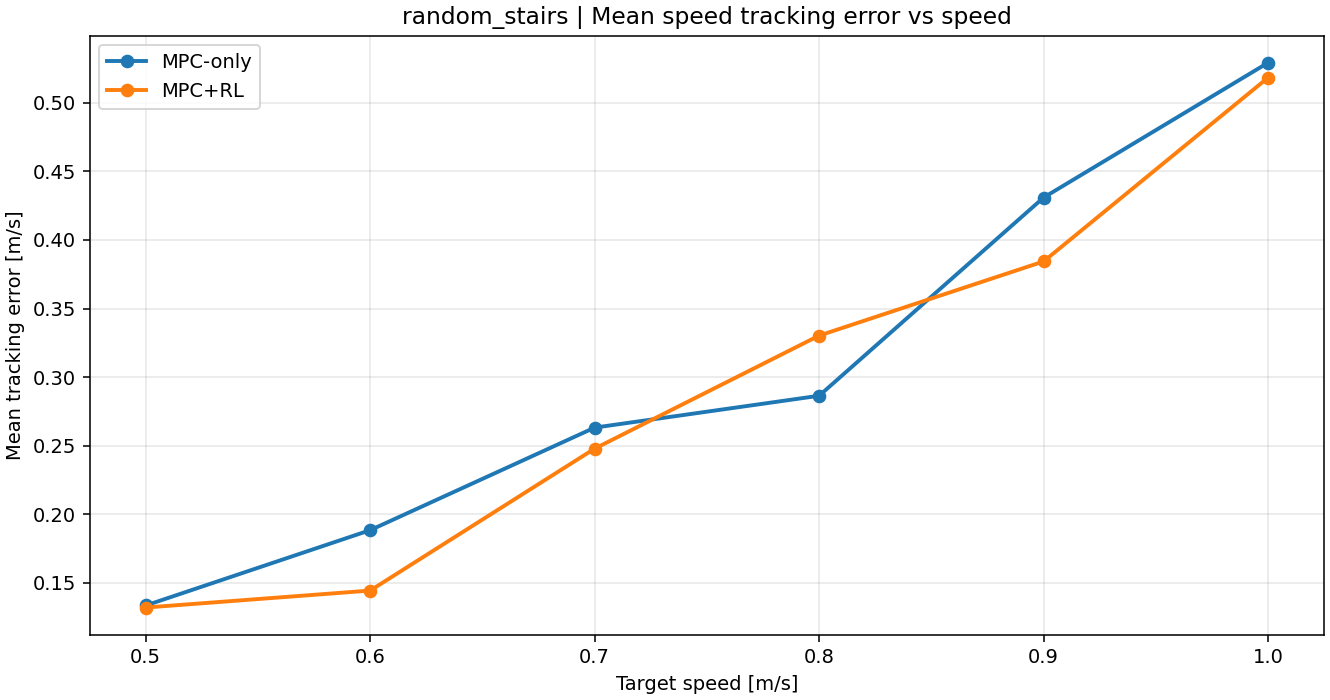 random_stairs | Mean speed tracking error vs speed
MPC-only
MPC+RL
Mean tracking error [m/s]
0.50
0.45
0.40
0.35
0.30
0.25
0.20
0.15
0.5 0.6 0.7 0.8 0.9 1.0
Target speed [m/s]